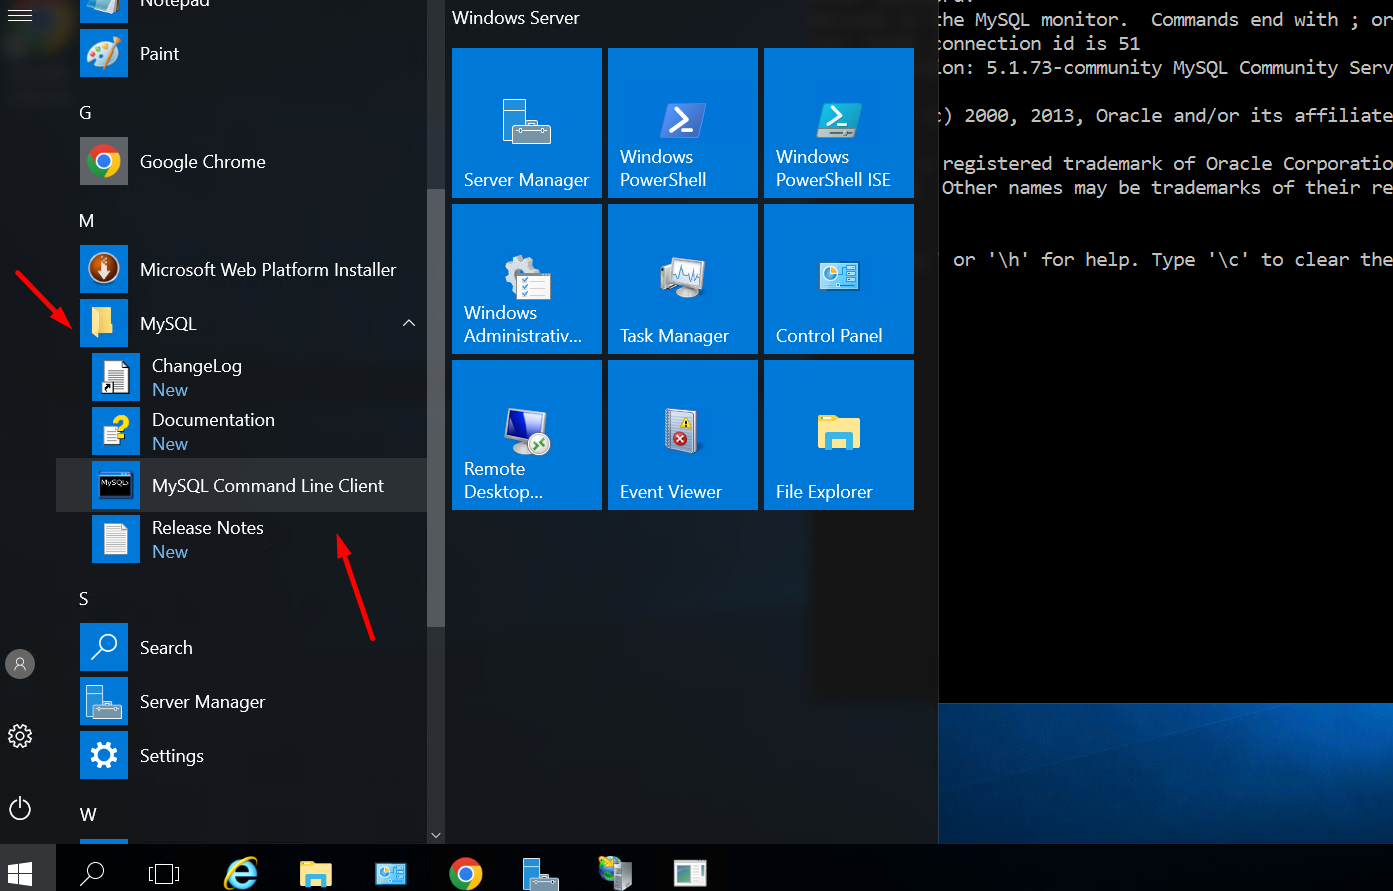 Notepad
Paint
G
Google Chrome
M
Microsoft Web Platform Installer
MySQL
ChangeLog
New
Documentation
New
MySQL>
MySQL Command Line Client
Release Notes
New
S
Search
Server Manager
Settings
W
Windows Server
Server Manager
Windows
PowerShell
Windows
PowerShell ISE
Windows
Administrativ...
Task Manager
Control Panel
Remote
Desktop...
Event Viewer
File Explorer
the MySQL monitor.  Commands end with ; or
connection id is 51
ion: 5.1.73-community MySQL Community Serv
c) 2000, 2013, Oracle and/or its affiliate
registered trademark of Oracle Corporatio
Other names may be trademarks of their re
or '\h' for help. Type '\c' to clear the